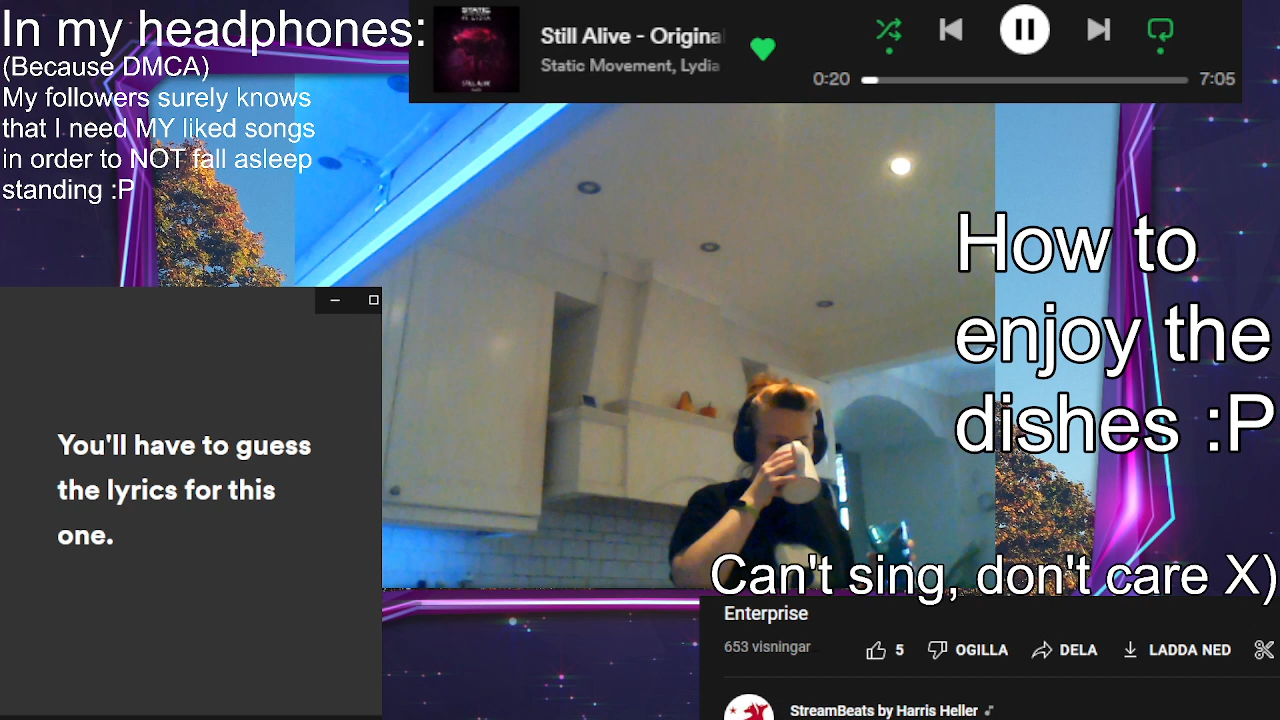 In my headphones:
(Because DMCA)
My followers surely knows
that I need MY liked songs
in order to NOT fall asleep
standing :P
STILL ALIVE
Still Alive - Origina
Static Movement, Lydia
0:20
7:05
How to
enjoy the
dishes :P
You'll have to guess
the lyrics for this
one.
Can't sing, don't care X)
Enterprise
653 visningar
5
OGILLA
DELA
LADDA NED
StreamBeats by Harris Heller